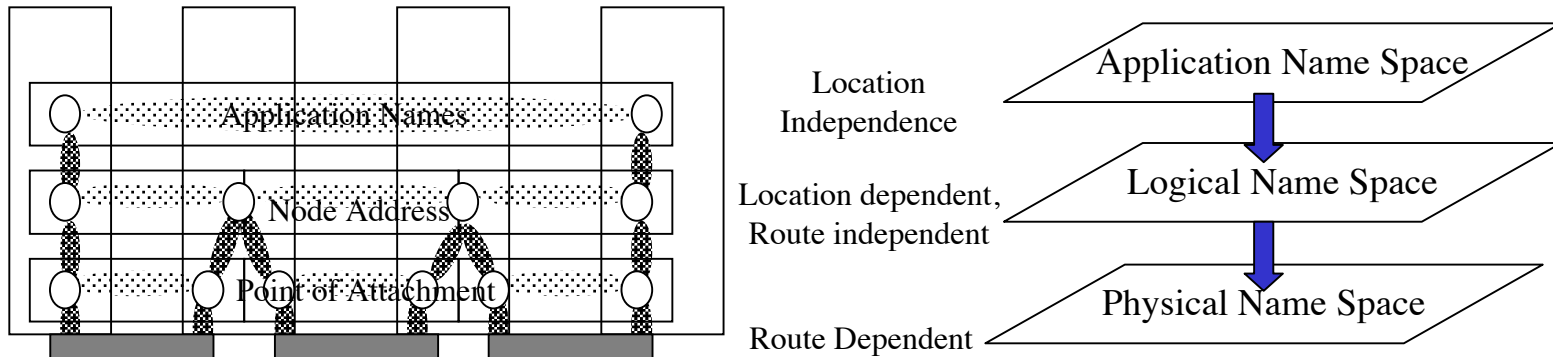 Application Names
Node Address
Point of Attachment
Location
Independence
Location dependent,
Route independent
Route Dependent
Application Name Space
Logical Name Space
Physical Name Space